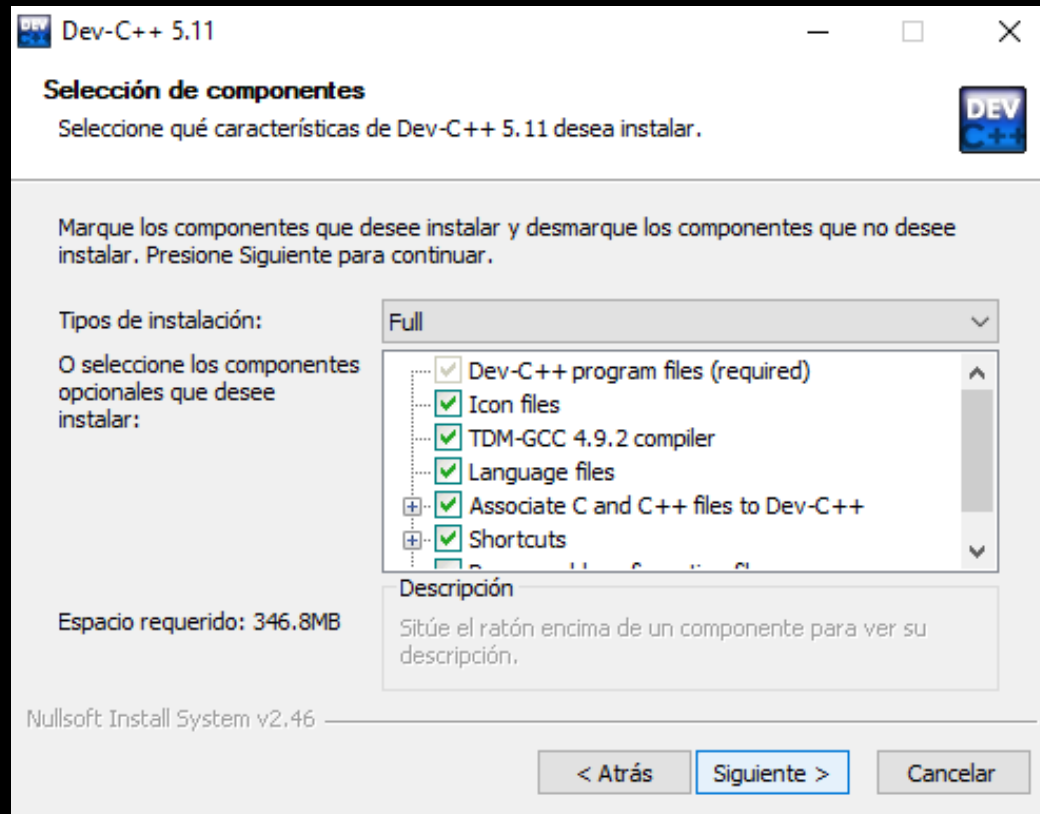 Dev-C++ 5.11
Selección de componentes
Seleccione qué características de Dev-C++ 5.11 desea instalar.
DEV
C++
Marque los componentes que desee instalar y desmarque los componentes que no desee
instalar. Presione Siguiente para continuar.
Tipos de instalación:
Full
O seleccione los componentes
opcionales que desee
instalar:
Dev-C++ program files (required)
Icon files
TDM-GCC 4.9.2 compiler
Language files
Associate C and C++ files to Dev-C++
Shortcuts
Espacio requerido: 346.8MB
Descripción
Sitúe el ratón encima de un componente para ver su
descripción.
Nullsoft Install System v2.46
< Atrás
Siguiente >
Cancelar